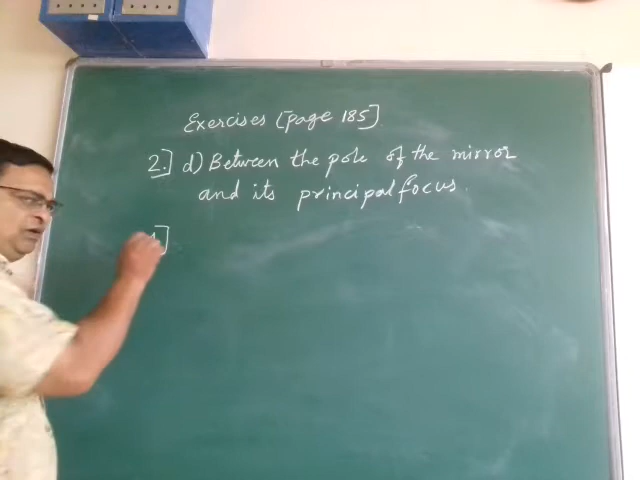 Exercises [page 185]
2.] d) Between the pole of the mirror
and its principal focus.